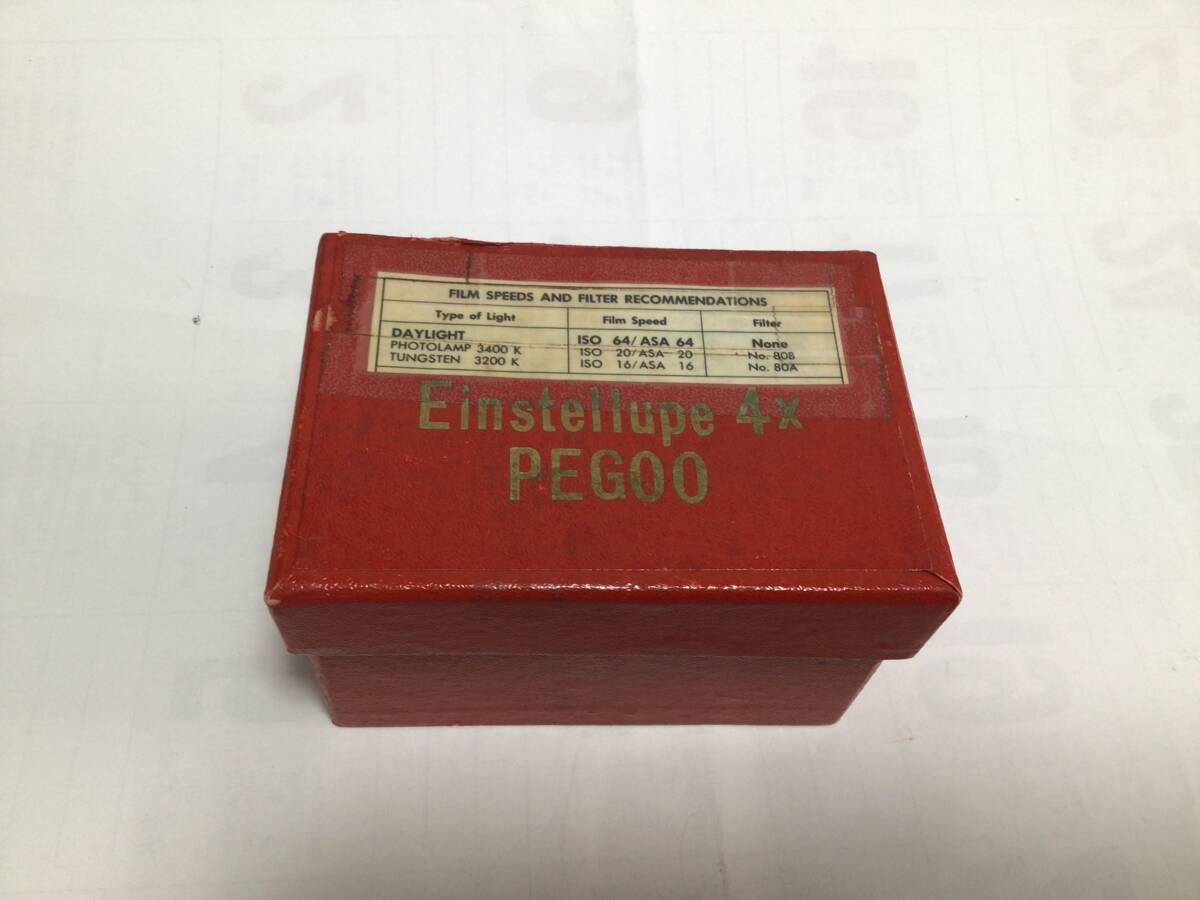 FILM SPEEDS AND FILTER RECOMMENDATIONS
Type of Light Film Speed Filter
DAYLIGHT ISO 64/ASA 64 None
PHOTOLAMP 3400 K ISO 20/ASA 20 No. 80B
TUNGSTEN 3200 K ISO 16/ASA 16 No. 80A
Einstellupe 4x
PEGOO